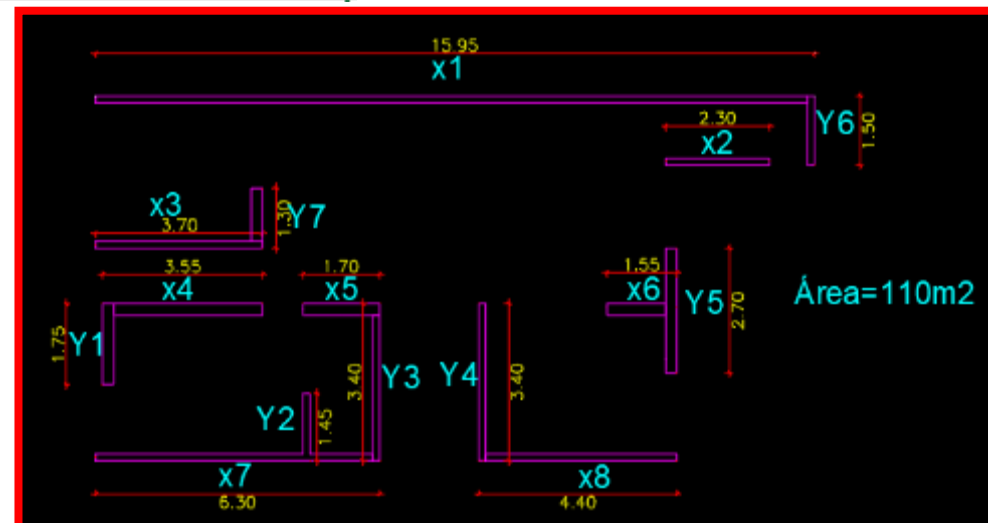 15.95
x1
2.30
x2
Y6
1.50
x3
3.70
1.30
Y7
3.55
x4
1.70
x5
1.55
x6
Y5
2.70
Área=110m2
1.75
Y1
3.40
Y3
Y4
3.40
Y2
1.45
x7
6.30
x8
4.40